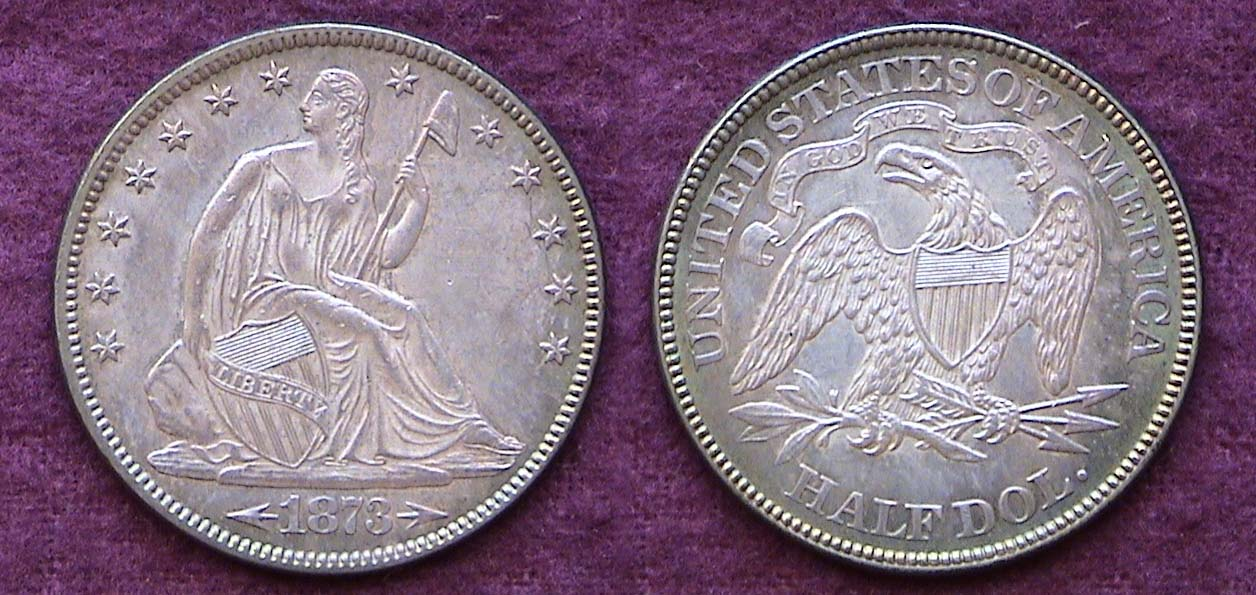 LIBERTY
1873
UNITED STATES OF AMERICA
IN GOD WE TRUST
HALF DOL.